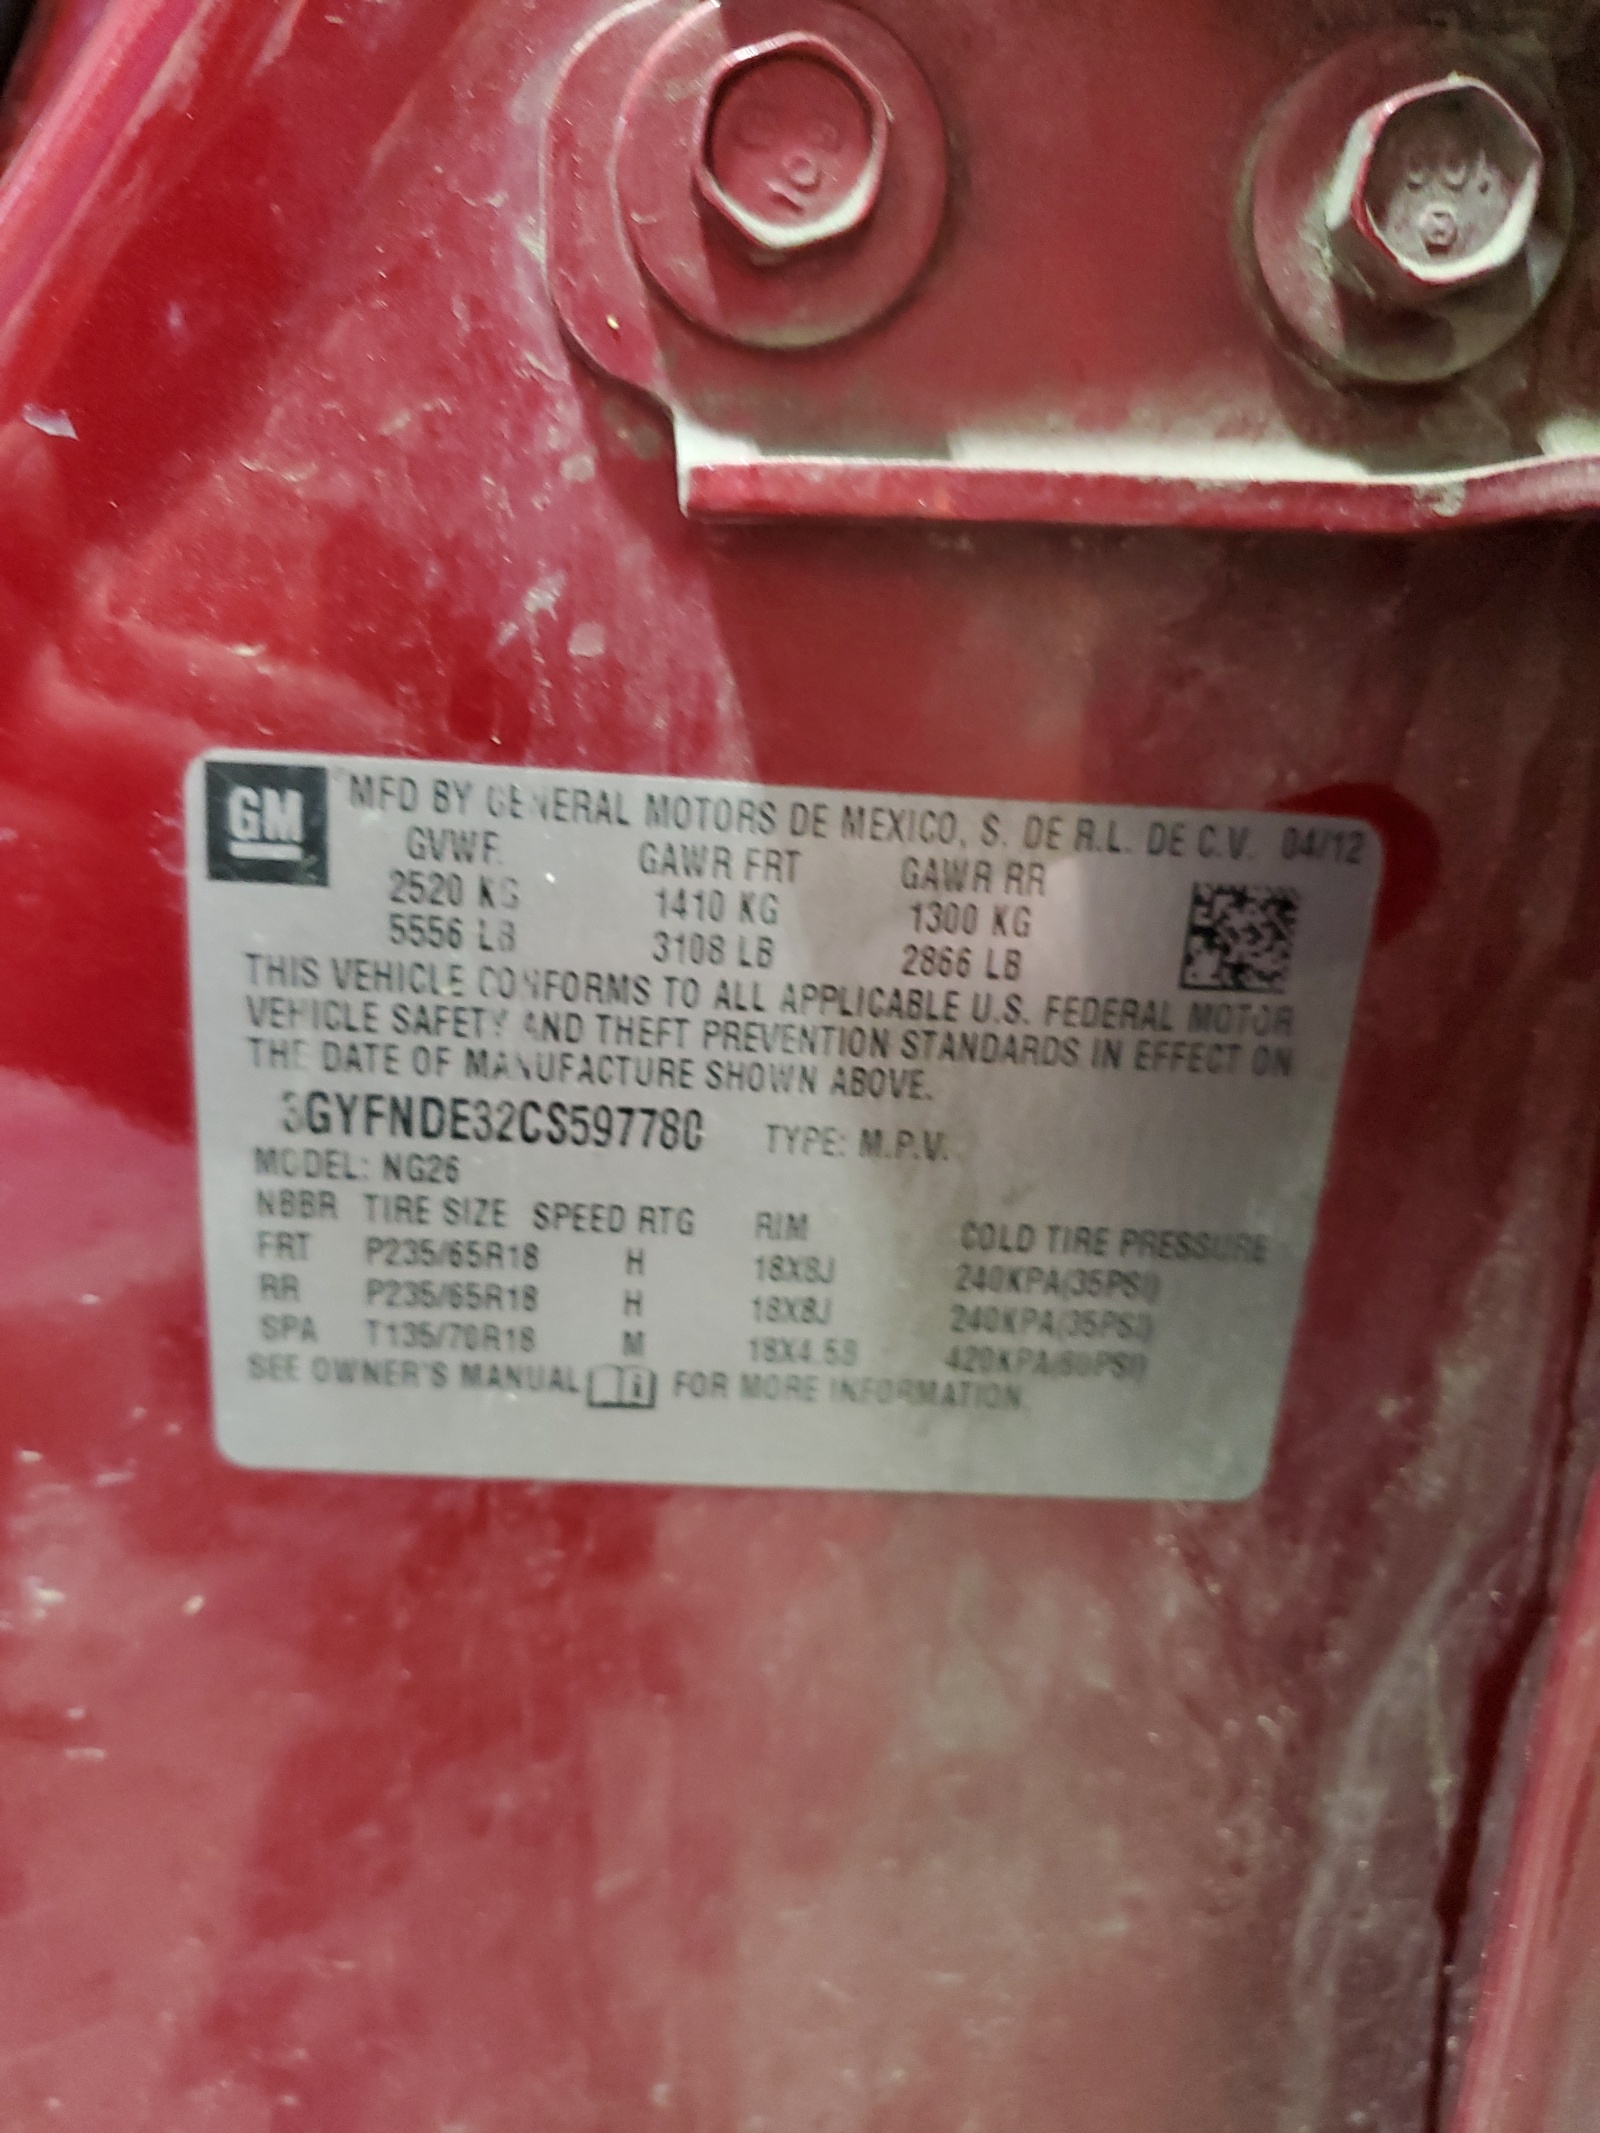 GM
MFD BY GENERAL MOTORS DE MEXICO, S. DE R.L. DE C.V. 04/12
GVWR GAWR FRT GAWR RR
2520 KG 1410 KG 1300 KG
5556 LB 3108 LB 2866 LB
THIS VEHICLE CONFORMS TO ALL APPLICABLE U.S. FEDERAL MOTOR
VEHICLE SAFETY AND THEFT PREVENTION STANDARDS IN EFFECT ON
THE DATE OF MANUFACTURE SHOWN ABOVE.
3GYFNDE32CS597780 TYPE: M.P.V.
MODEL: NG26
NBBR TIRE SIZE SPEED RTG RIM COLD TIRE PRESSURE
FRT P235/65R18 H 18X8J 240KPA(35PSI)
RR P235/65R18 H 18X8J 240KPA(35PSI)
SPA T135/70R18 M 18X4.5B 420KPA(60PSI)
SEE OWNER'S MANUAL FOR MORE INFORMATION.